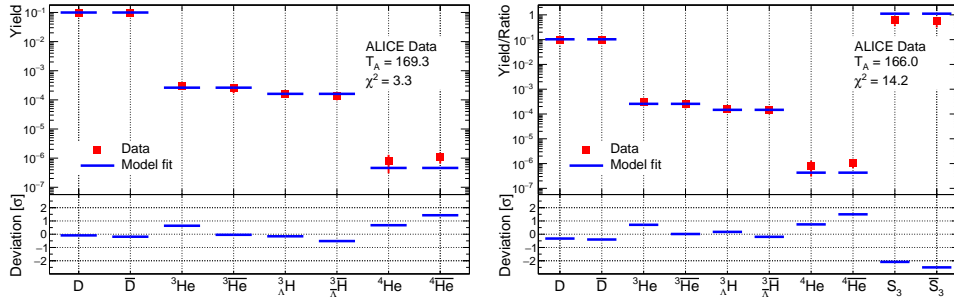 Yield
10⁻¹
10⁻²
10⁻³
10⁻⁴
10⁻⁵
10⁻⁶
10⁻⁷
ALICE Data
T_A = 169.3
χ² = 3.3
Data
Model fit
Deviation [σ]
2
1
0
−1
−2
D D̅ ³He ³H̅e̅ ³_ΛH ³_Λ̅H̅ ⁴He ⁴H̅e̅
Yield/Ratio
1
10⁻¹
10⁻²
10⁻³
10⁻⁴
10⁻⁵
10⁻⁶
10⁻⁷
ALICE Data
T_A = 166.0
χ² = 14.2
Data
Model fit
Deviation [σ]
2
1
0
−1
−2
D D̅ ³He ³H̅e̅ ³_ΛH ³_Λ̅H̅ ⁴He ⁴H̅e̅ S₃ S̅₃